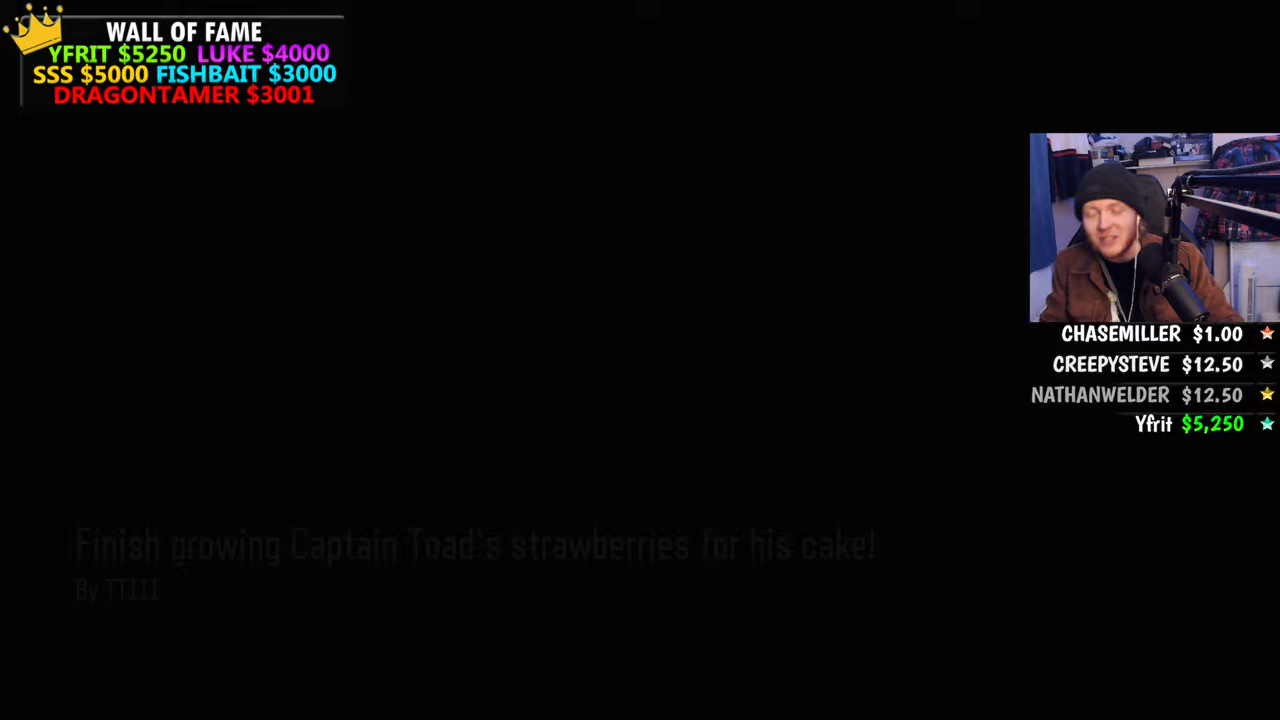 WALL OF FAME
YFRIT $5250 LUKE $4000
SSS $5000 FISHBAIT $3000
DRAGONTAMER $3001
CHASEMILLER $1.00
CREEPYSTEVE $12.50
NATHANWELDER $12.50
Yfrit $5,250
Finish growing Captain Toad's strawberries for his cake!
By TTIII